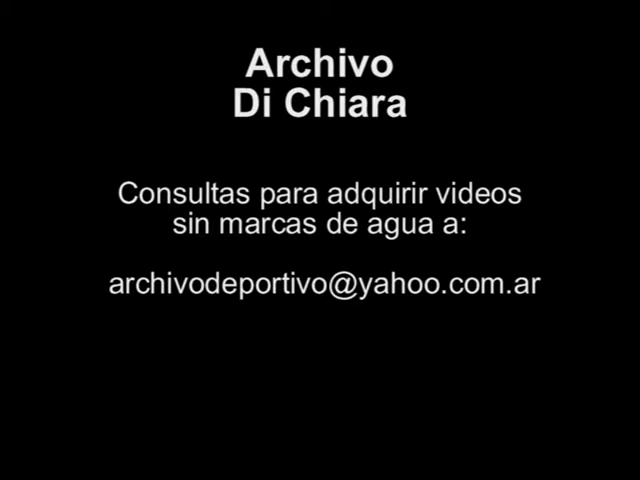 Archivo
Di Chiara
Consultas para adquirir videos
sin marcas de agua a:
archivodeportivo@yahoo.com.ar